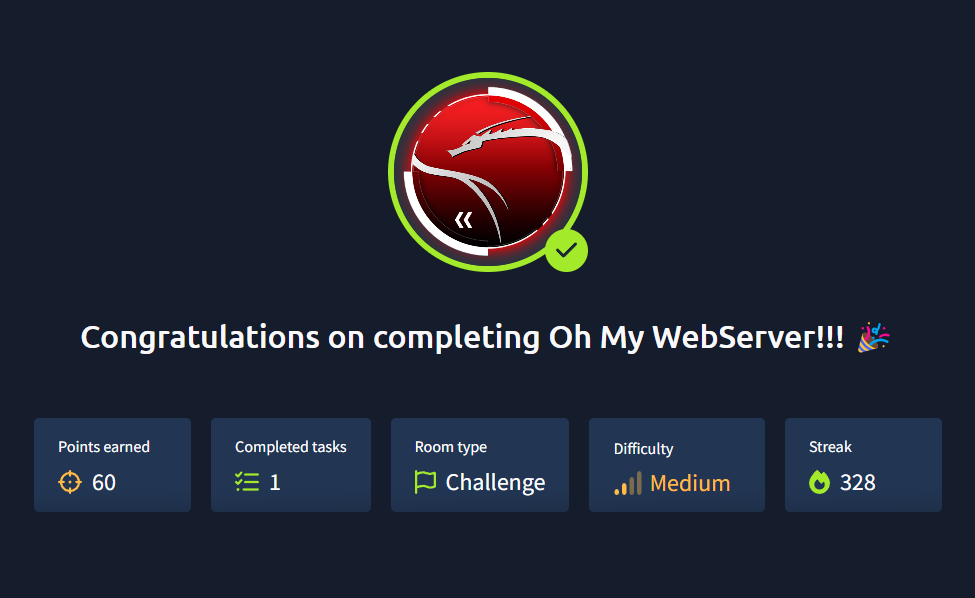 Congratulations on completing Oh My WebServer!!! 🎉
Points earned
60
Completed tasks
1
Room type
Challenge
Difficulty
Medium
Streak
328